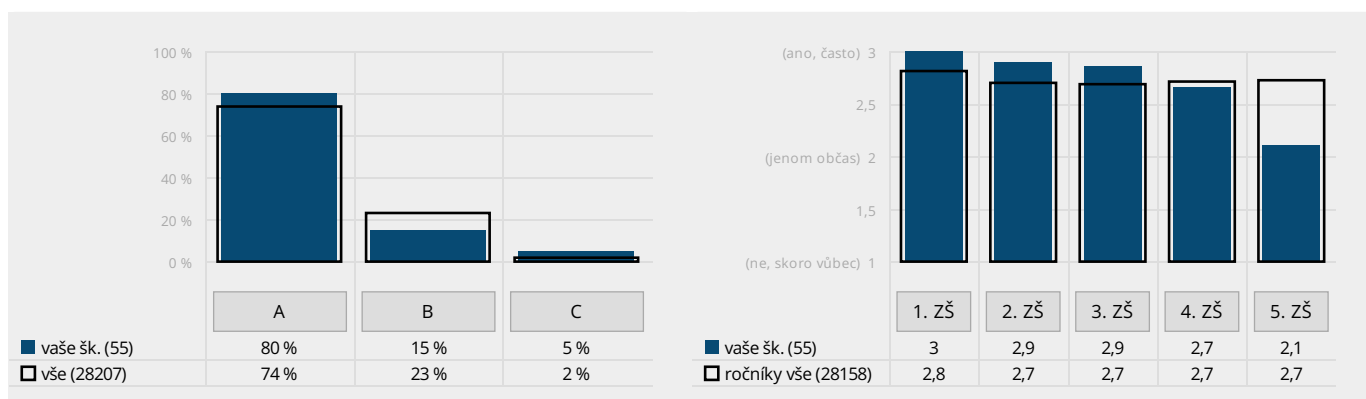 100 %
80 %
60 %
40 %
20 %
0 %
A B C
vaše šk. (55) 80 % 15 % 5 %
vše (28207) 74 % 23 % 2 %
(ano, často) 3
2,5
(jenom občas) 2
1,5
(ne, skoro vůbec) 1
1. ZŠ 2. ZŠ 3. ZŠ 4. ZŠ 5. ZŠ
vaše šk. (55) 3 2,9 2,9 2,7 2,1
ročníky vše (28158) 2,8 2,7 2,7 2,7 2,7